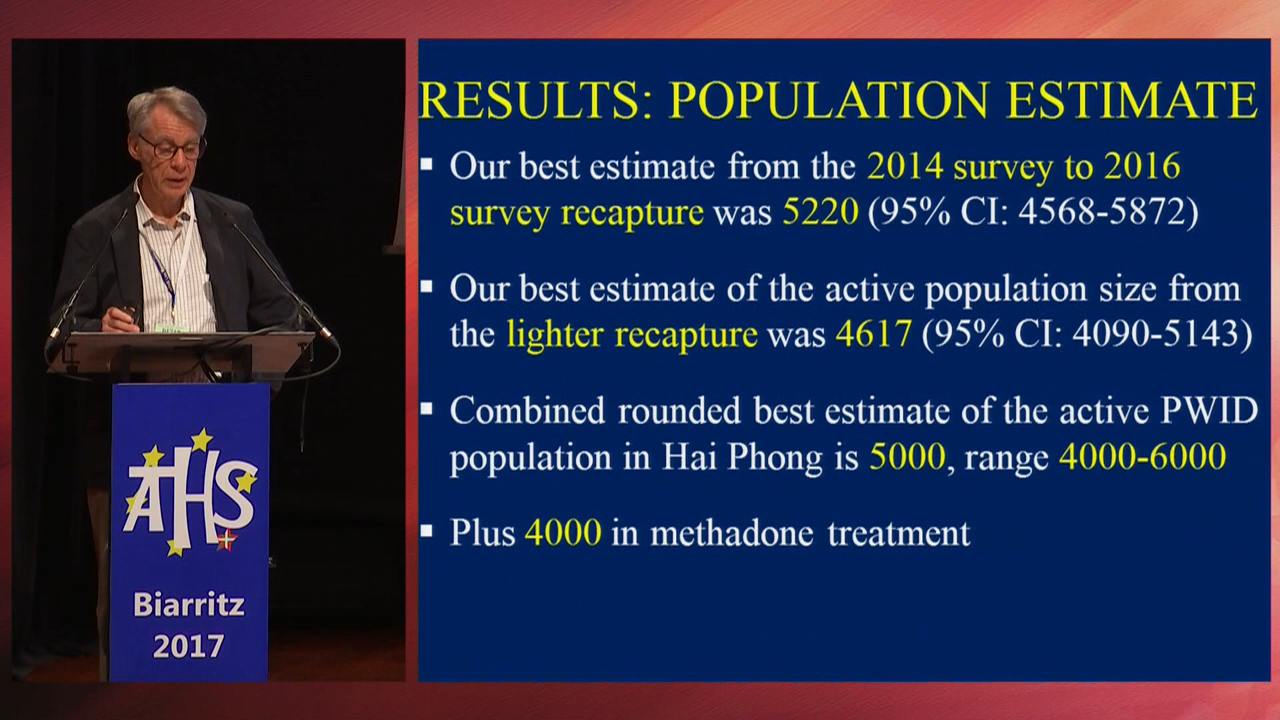 RESULTS: POPULATION ESTIMATE
▪ Our best estimate from the 2014 survey to 2016
survey recapture was 5220 (95% CI: 4568-5872)
▪ Our best estimate of the active population size from
the lighter recapture was 4617 (95% CI: 4090-5143)
▪ Combined rounded best estimate of the active PWID
population in Hai Phong is 5000, range 4000-6000
▪ Plus 4000 in methadone treatment
AHS
Biarritz
2017